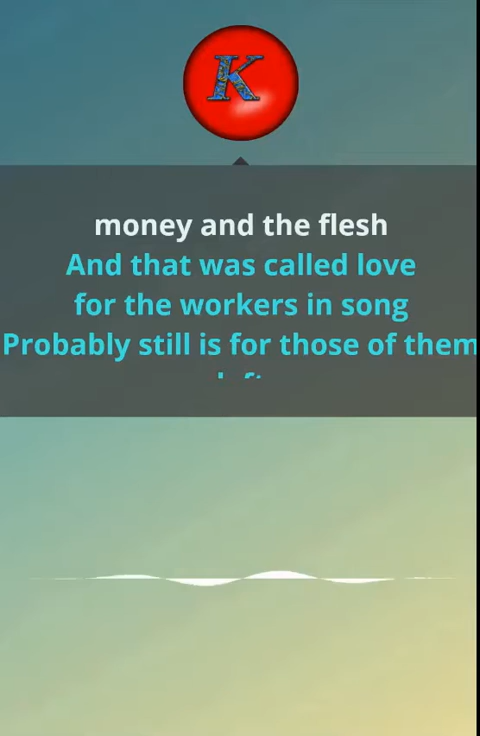 K
money and the flesh
And that was called love
for the workers in song
Probably still is for those of them